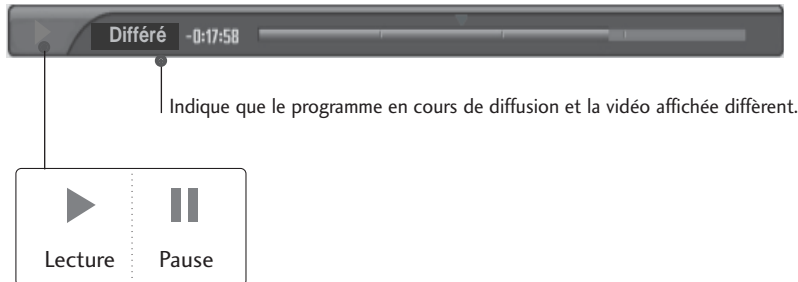 Différé -0:17:58
Indique que le programme en cours de diffusion et la vidéo affichée diffèrent.
Lecture Pause